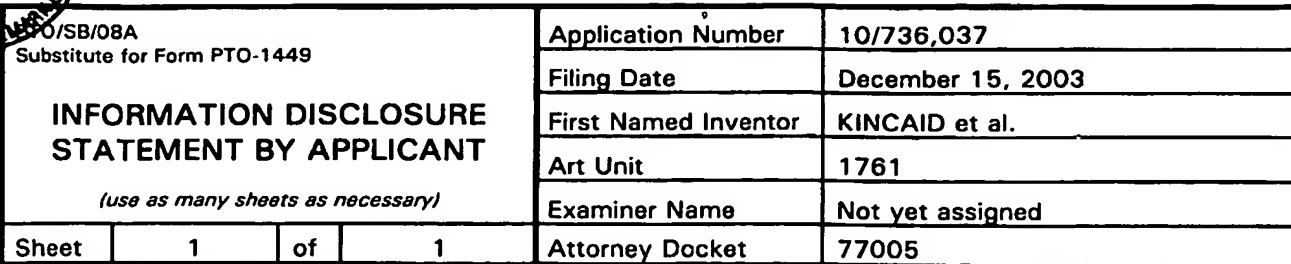 PTO/SB/08A
Substitute for Form PTO-1449
INFORMATION DISCLOSURE
STATEMENT BY APPLICANT
(use as many sheets as necessary)
Sheet 1 of 1
Application Number 10/736,037
Filing Date December 15, 2003
First Named Inventor KINCAID et al.
Art Unit 1761
Examiner Name Not yet assigned
Attorney Docket 77005